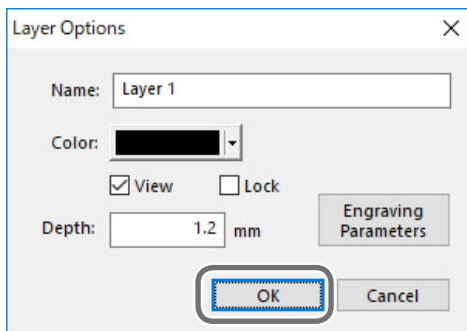 Layer Options
Name: Layer 1
Color:
View Lock
Depth: 1.2 mm
Engraving
Parameters
OK Cancel